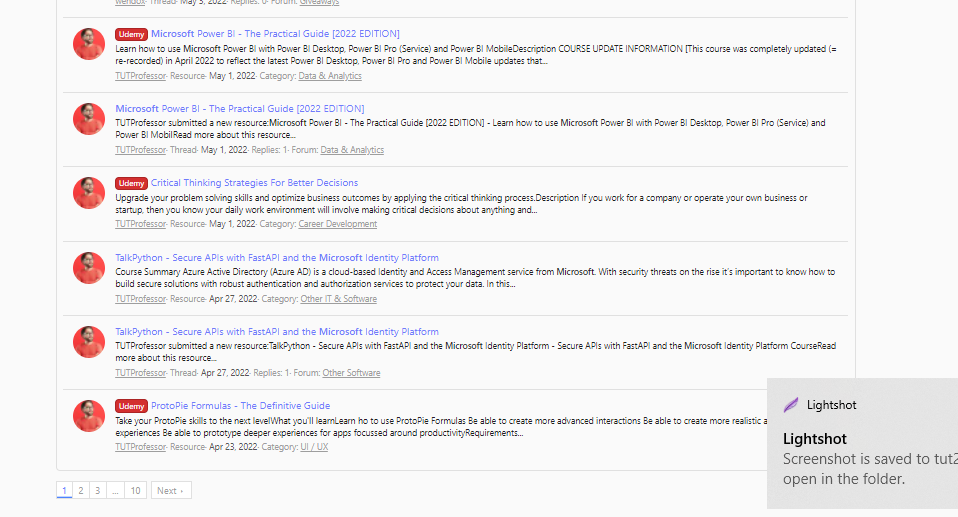 wendox · Thread · May 3, 2022 · Replies: 0 · Forum: Giveaways
Udemy Microsoft Power BI - The Practical Guide [2022 EDITION]
Learn how to use Microsoft Power BI with Power BI Desktop, Power BI Pro (Service) and Power BI MobileDescription COURSE UPDATE INFORMATION [This course was completely updated (=
re-recorded) in April 2022 to reflect the latest Power BI Desktop, Power BI Pro and Power BI Mobile updates that...
TUTProfessor · Resource · May 1, 2022 · Category: Data & Analytics
Microsoft Power BI - The Practical Guide [2022 EDITION]
TUTProfessor submitted a new resource:Microsoft Power BI - The Practical Guide [2022 EDITION] - Learn how to use Microsoft Power BI with Power BI Desktop, Power BI Pro (Service) and
Power BI MobilRead more about this resource...
TUTProfessor · Thread · May 1, 2022 · Replies: 1 · Forum: Data & Analytics
Udemy Critical Thinking Strategies For Better Decisions
Upgrade your problem solving skills and optimize business outcomes by applying the critical thinking process.Description If you work for a company or operate your own business or
startup, then you know your daily work environment will involve making critical decisions about anything and...
TUTProfessor · Resource · May 1, 2022 · Category: Career Development
TalkPython - Secure APIs with FastAPI and the Microsoft Identity Platform
Course Summary Azure Active Directory (Azure AD) is a cloud-based Identity and Access Management service from Microsoft. With security threats on the rise it's important to know how to
build secure solutions with robust authentication and authorization services to protect your data. In this...
TUTProfessor · Resource · Apr 27, 2022 · Category: Other IT & Software
TalkPython - Secure APIs with FastAPI and the Microsoft Identity Platform
TUTProfessor submitted a new resource:TalkPython - Secure APIs with FastAPI and the Microsoft Identity Platform - Secure APIs with FastAPI and the Microsoft Identity Platform CourseRead
more about this resource...
TUTProfessor · Thread · Apr 27, 2022 · Replies: 1 · Forum: Other Software
Udemy ProtoPie Formulas - The Definitive Guide
Take your ProtoPie skills to the next levelWhat you'll learnLearn ho to use ProtoPie Formulas Be able to create more advanced interactions Be able to create more realistic a
experiences Be able to prototype deeper experiences for apps focussed around productivityRequirements...
TUTProfessor · Resource · Apr 23, 2022 · Category: UI / UX
1 2 3 ... 10 Next ›
Lightshot
Lightshot
Screenshot is saved to tut2
open in the folder.